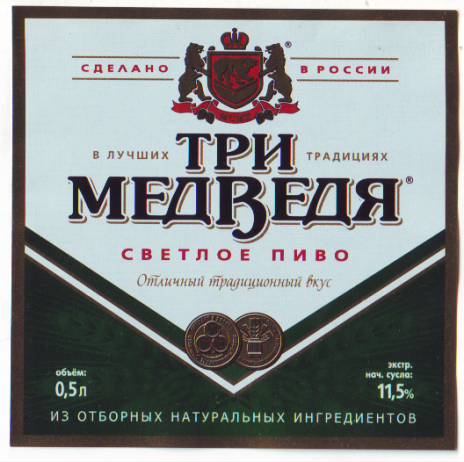 СДЕЛАНО В РОССИИ
В ЛУЧШИХ ТРАДИЦИЯХ
ТРИ
МЕДВЕДЯ®
СВЕТЛОЕ ПИВО
Отличный традиционный вкус
объём:
0,5 л
экстр.
нач. сусла:
11,5%
ИЗ ОТБОРНЫХ НАТУРАЛЬНЫХ ИНГРЕДИЕНТОВ